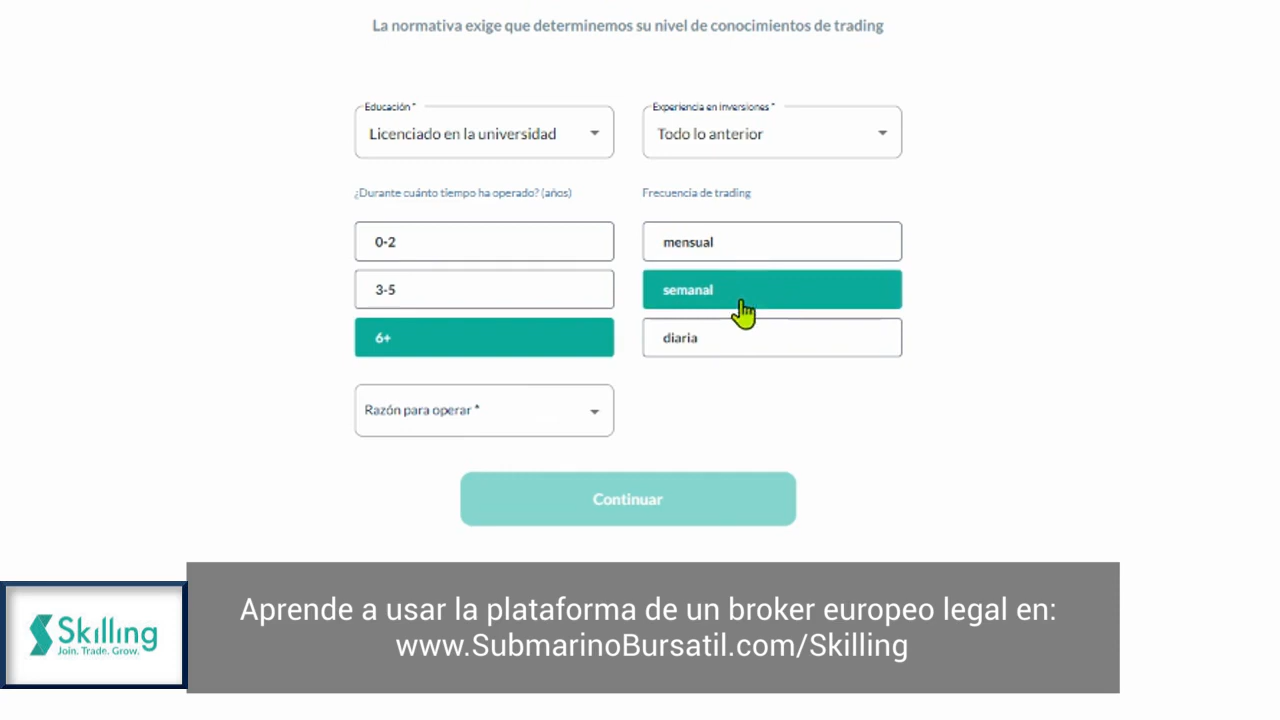 La normativa exige que determinemos su nivel de conocimientos de trading
Educación *
Licenciado en la universidad
Experiencia en inversiones *
Todo lo anterior
¿Durante cuánto tiempo ha operado? (años)
0-2
3-5
6+
Frecuencia de trading
mensual
semanal
diaria
Razón para operar *
Continuar
Skilling
Join. Trade. Grow.
Aprende a usar la plataforma de un broker europeo legal en:
www.SubmarinoBursatil.com/Skilling